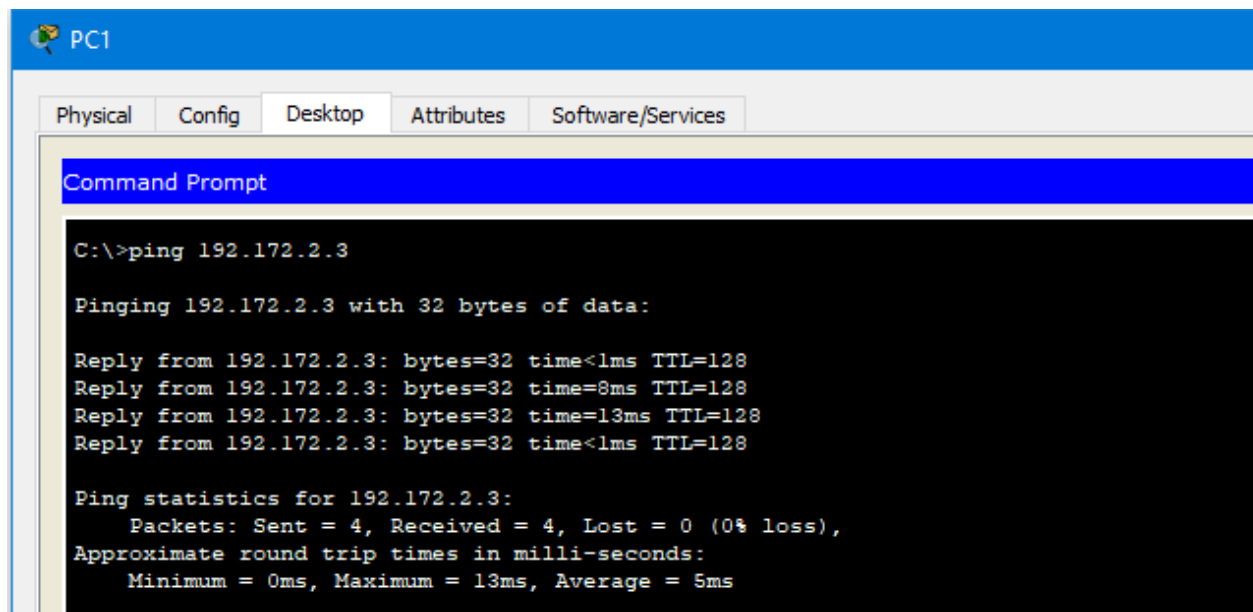 PC1
Physical Config Desktop Attributes Software/Services
Command Prompt
C:\>ping 192.172.2.3
Pinging 192.172.2.3 with 32 bytes of data:
Reply from 192.172.2.3: bytes=32 time<1ms TTL=128
Reply from 192.172.2.3: bytes=32 time=8ms TTL=128
Reply from 192.172.2.3: bytes=32 time=13ms TTL=128
Reply from 192.172.2.3: bytes=32 time<1ms TTL=128
Ping statistics for 192.172.2.3:
Packets: Sent = 4, Received = 4, Lost = 0 (0% loss),
Approximate round trip times in milli-seconds:
Minimum = 0ms, Maximum = 13ms, Average = 5ms